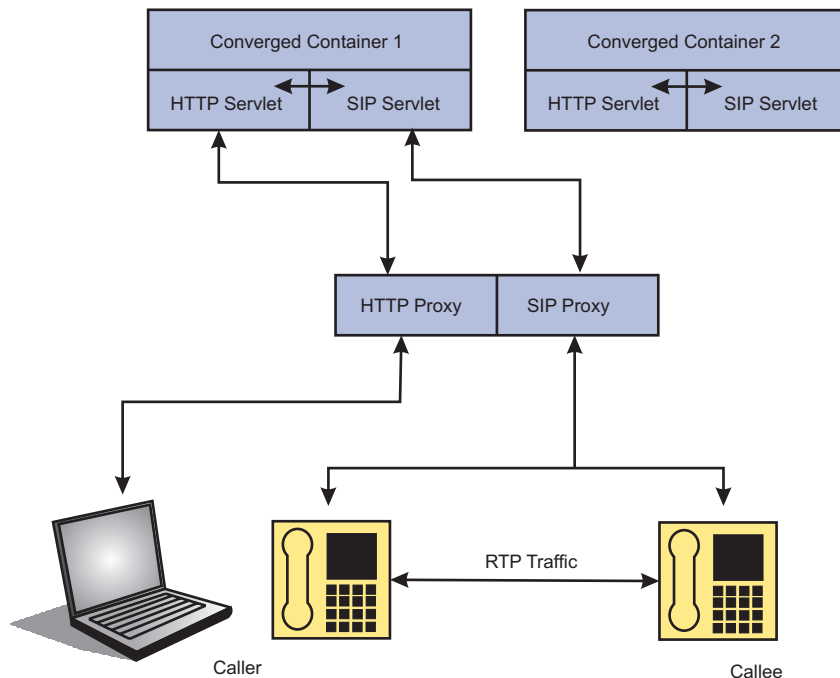 Converged Container 1
Converged Container 2
HTTP Servlet
SIP Servlet
HTTP Servlet
SIP Servlet
HTTP Proxy
SIP Proxy
RTP Traffic
Caller
Callee